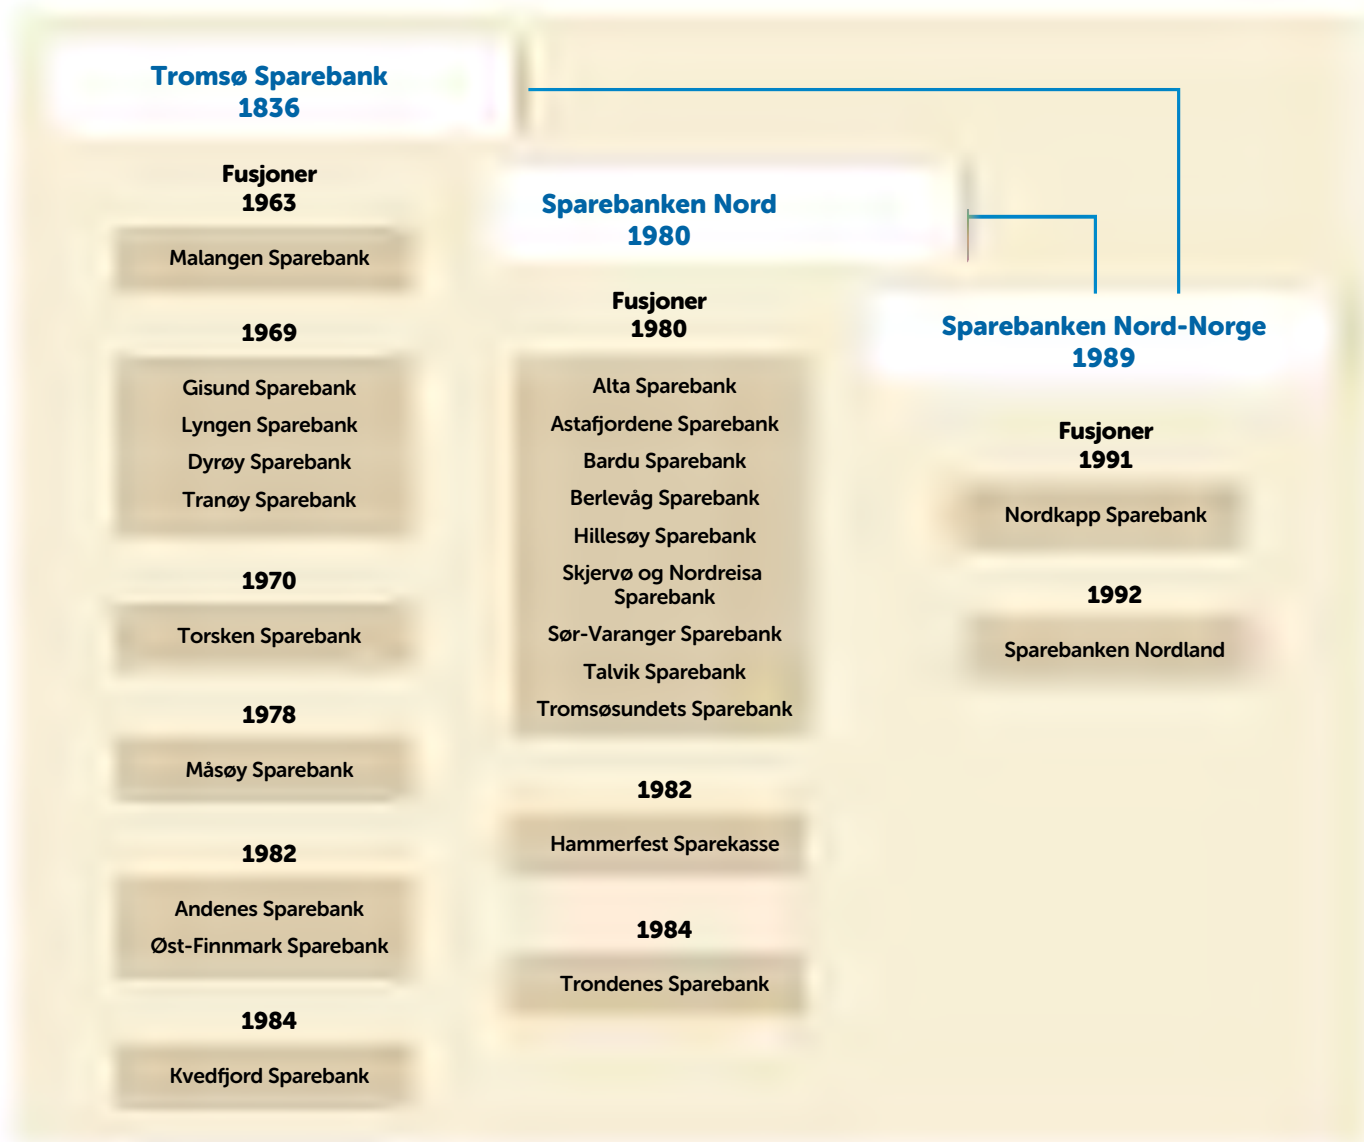 Tromsø Sparebank
1836
Fusjoner
1963
Malangen Sparebank
1969
Gisund Sparebank
Lyngen Sparebank
Dyrøy Sparebank
Tranøy Sparebank
1970
Torsken Sparebank
1978
Måsøy Sparebank
1982
Andenes Sparebank
Øst-Finnmark Sparebank
1984
Kvedfjord Sparebank
Sparebanken Nord
1980
Fusjoner
1980
Alta Sparebank
Astafjordene Sparebank
Bardu Sparebank
Berlevåg Sparebank
Hillesøy Sparebank
Skjervø og Nordreisa
Sparebank
Sør-Varanger Sparebank
Talvik Sparebank
Tromsøsundets Sparebank
1982
Hammerfest Sparekasse
1984
Trondenes Sparebank
Sparebanken Nord-Norge
1989
Fusjoner
1991
Nordkapp Sparebank
1992
Sparebanken Nordland